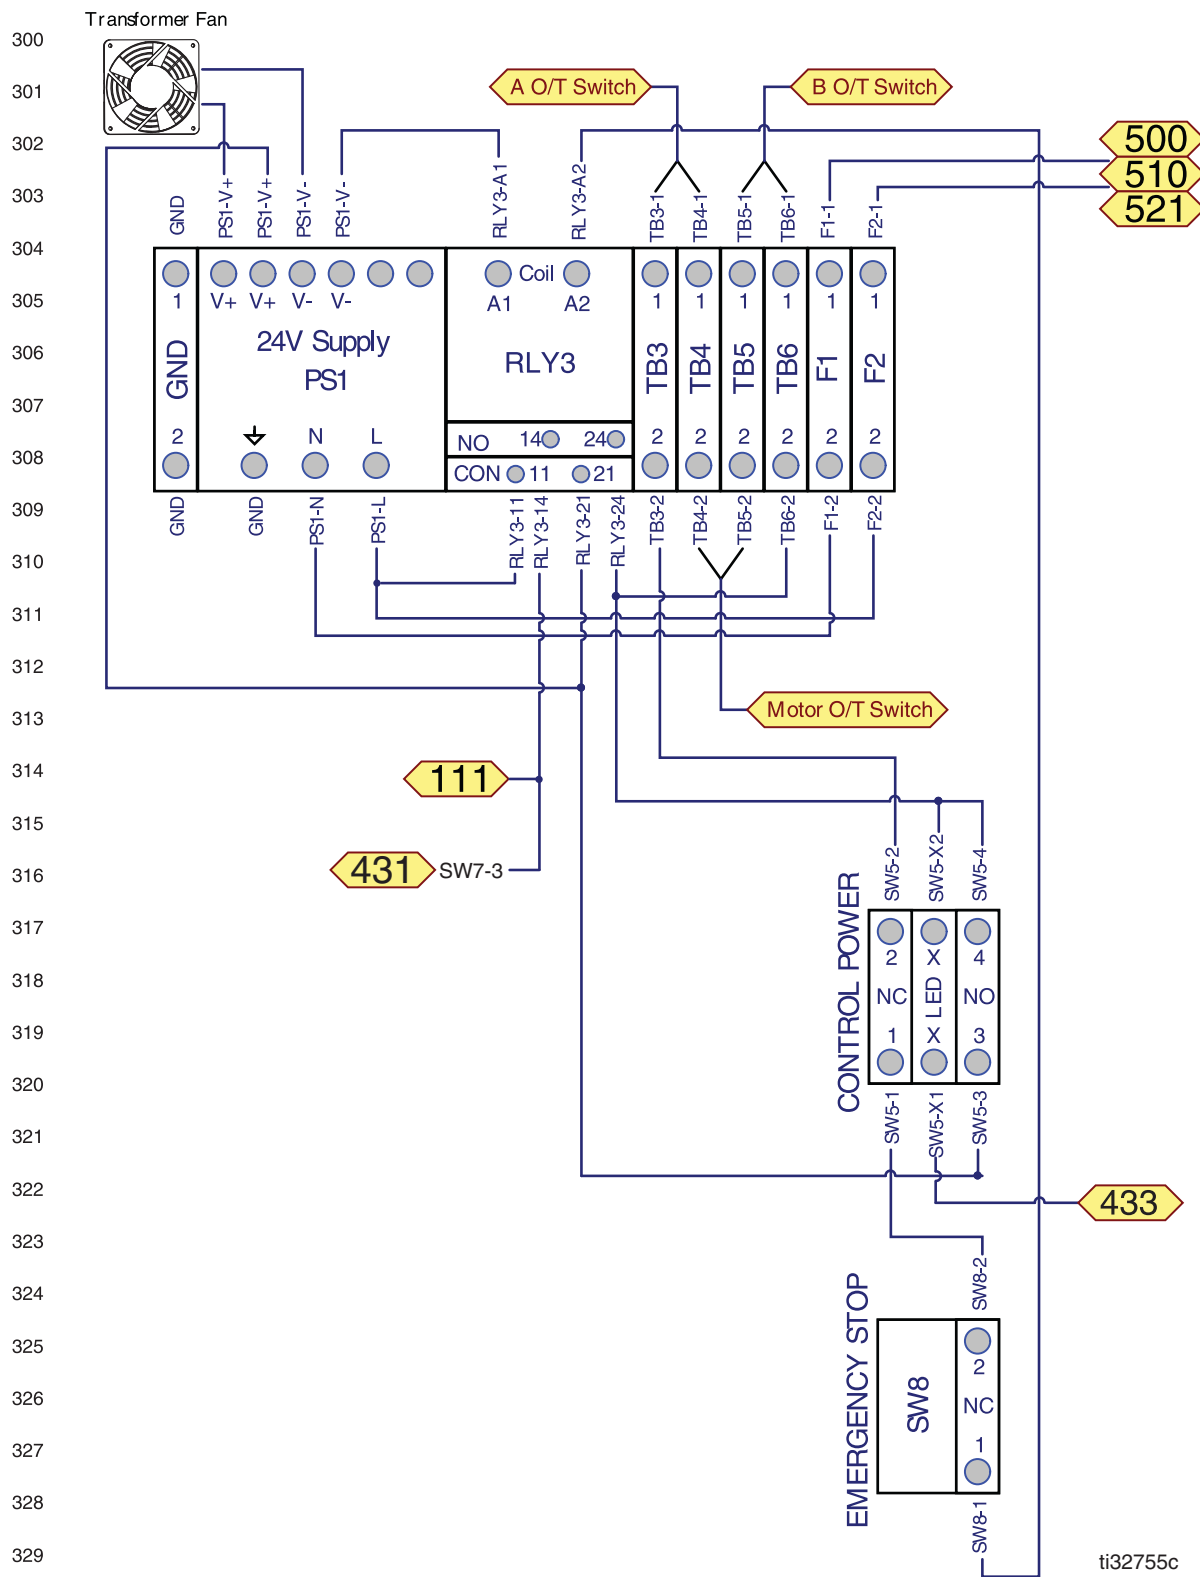 Transformer Fan
300
301
302
303
304
305
306
307
308
309
310
311
312
313
314
315
316
317
318
319
320
321
322
323
324
325
326
327
328
329
A O/T Switch
B O/T Switch
500
510
521
GND
PS1-V+
PS1-V+
PS1-V-
PS1-V-
RLY3-A1
RLY3-A2
TB3-1
TB4-1
TB5-1
TB6-1
F1-1
F2-1
1
GND
2
V+
V+
V-
V-
24V Supply
PS1
N
L
Coil
A1
A2
RLY3
NO
14
24
CON
11
21
1
TB3
2
1
TB4
2
1
TB5
2
1
TB6
2
1
F1
2
1
F2
2
GND
GND
PS1-N
PS1-L
RLY3-11
RLY3-14
RLY3-21
RLY3-24
TB3-2
TB4-2
TB5-2
TB6-2
F1-2
F2-2
Motor O/T Switch
111
431
SW7-3
SW5-2
SW5-X2
SW5-4
CONTROL POWER
2
NC
1
X
LED
X
4
NO
3
SW5-1
SW5-X1
SW5-3
433
SW8-2
EMERGENCY STOP
SW8
2
NC
1
SW8-1
ti32755c